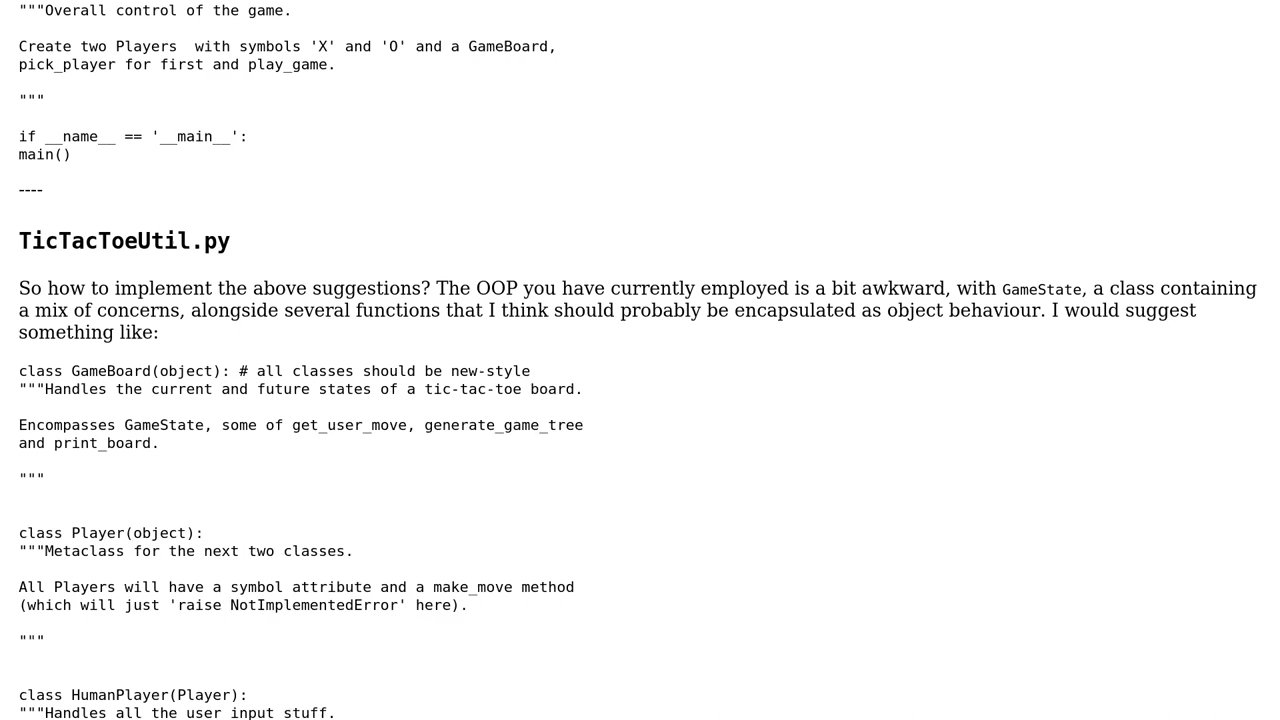 """Overall control of the game.
Create two Players  with symbols 'X' and 'O' and a GameBoard,
pick_player for first and play_game.
"""
if __name__ == '__main__':
main()
----
TicTacToeUtil.py
So how to implement the above suggestions? The OOP you have currently employed is a bit awkward, with GameState, a class containing
a mix of concerns, alongside several functions that I think should probably be encapsulated as object behaviour. I would suggest
something like:
class GameBoard(object): # all classes should be new-style
"""Handles the current and future states of a tic-tac-toe board.
Encompasses GameState, some of get_user_move, generate_game_tree
and print_board.
"""
class Player(object):
"""Metaclass for the next two classes.
All Players will have a symbol attribute and a make_move method
(which will just 'raise NotImplementedError' here).
"""
class HumanPlayer(Player):
"""Handles all the user input stuff.